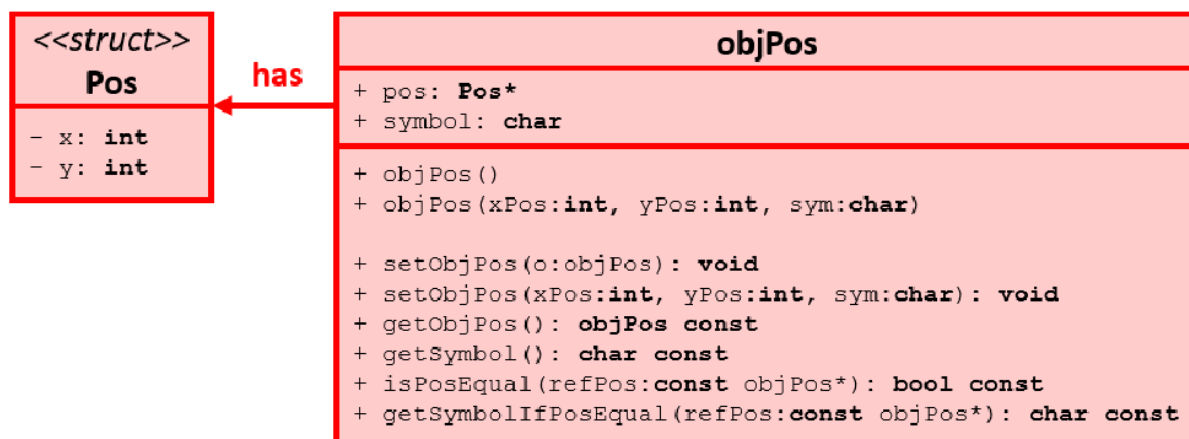 <<struct>>
Pos
- x: int
- y: int
has
objPos
+ pos: Pos*
+ symbol: char
+ objPos()
+ objPos(xPos:int, yPos:int, sym:char)
+ setObjPos(o:objPos): void
+ setObjPos(xPos:int, yPos:int, sym:char): void
+ getObjPos(): objPos const
+ getSymbol(): char const
+ isPosEqual(refPos:const objPos*): bool const
+ getSymbolIfPosEqual(refPos:const objPos*): char const